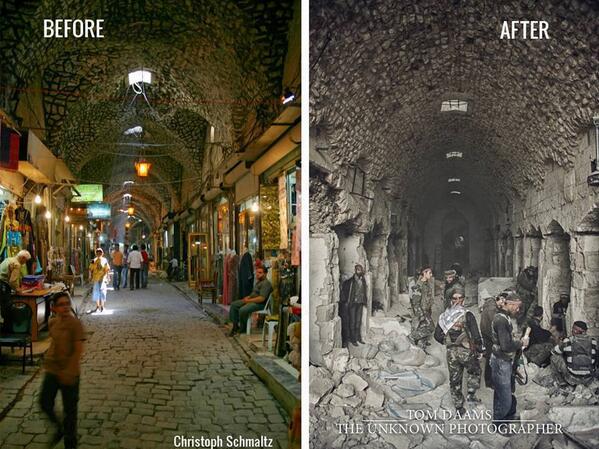 BEFORE
AFTER
Christoph Schmaltz
TOM DAAMS
THE UNKNOWN PHOTOGRAPHER